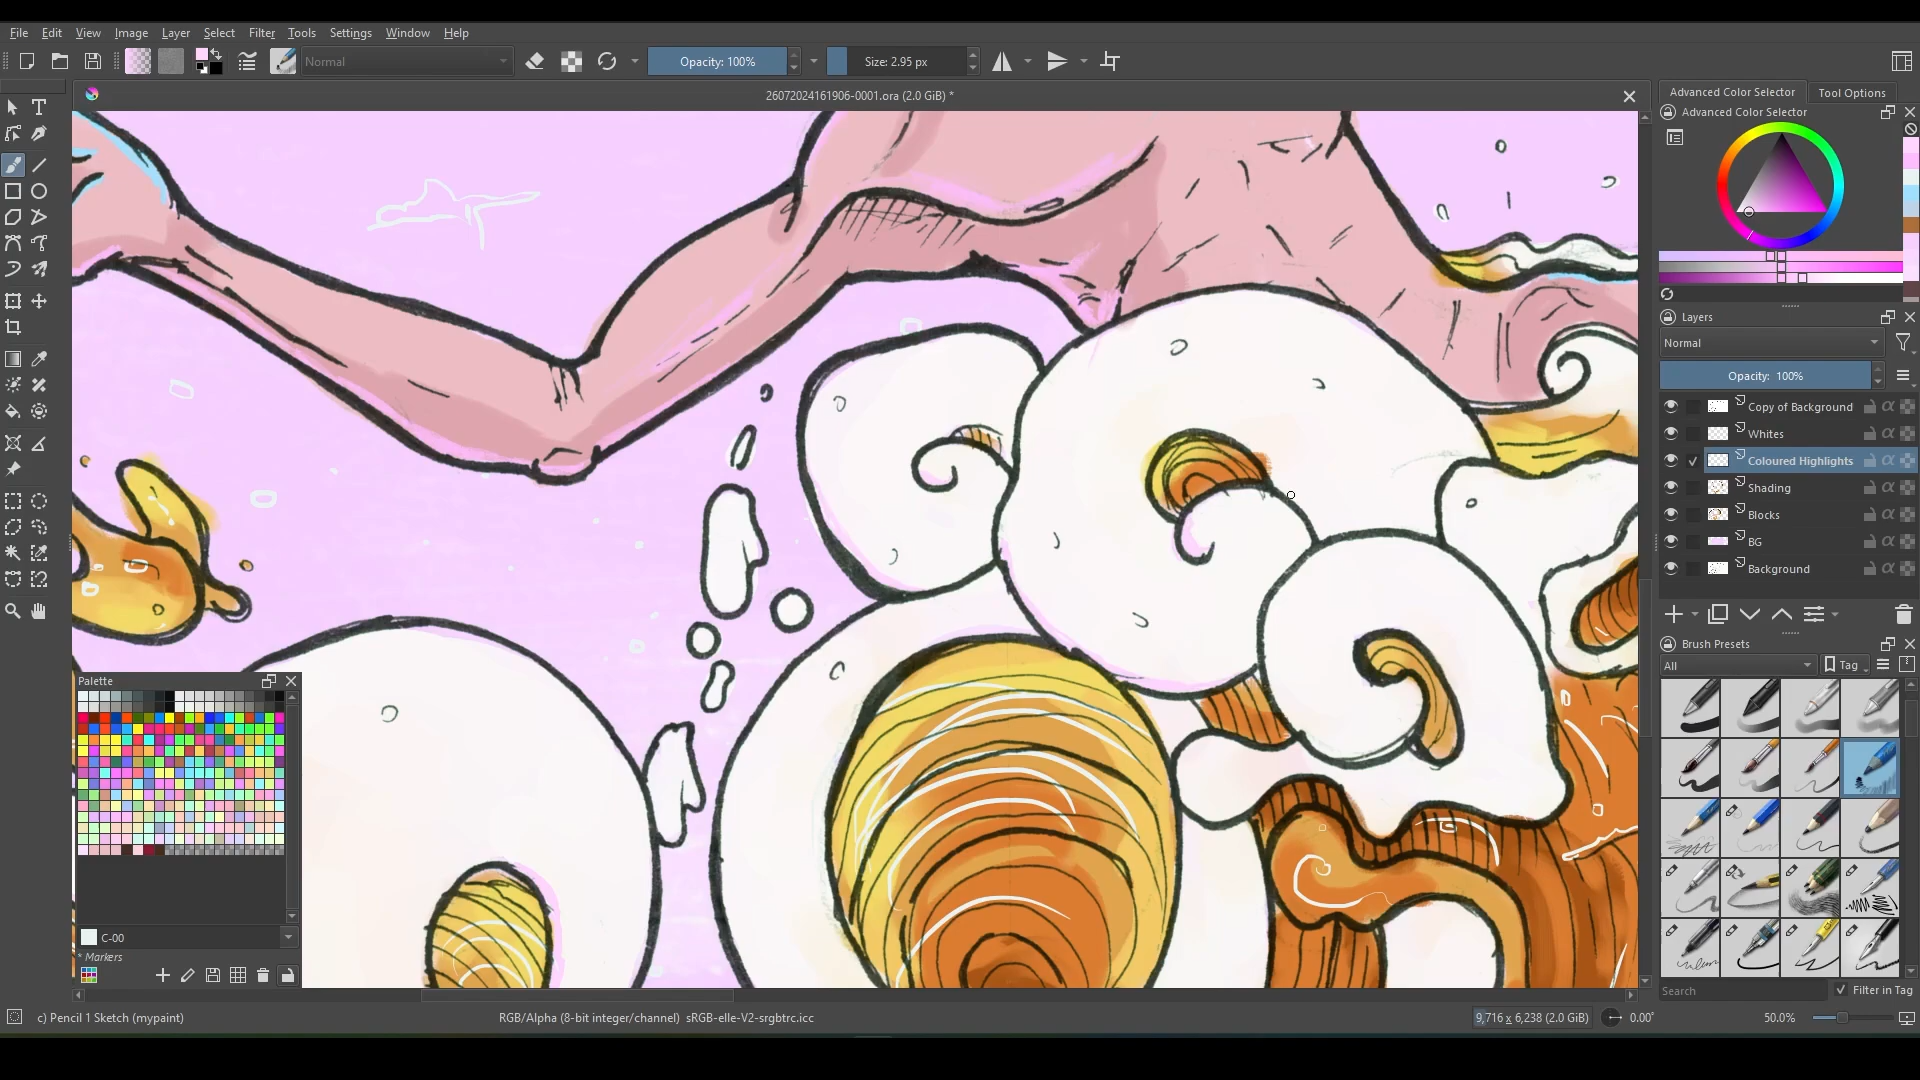 File Edit View Image Layer Select Filter Tools Settings Window Help
Normal
Opacity: 100%
Size: 2.95 px
26072024161906-0001.ora (2.0 GiB) *
Advanced Color Selector
Tool Options
Advanced Color Selector
Layers
Normal
Opacity: 100%
Copy of Background
Whites
Coloured Highlights
Shading
Blocks
BG
Background
Brush Presets
All
Tag
Search
Filter in Tag
Palette
C-00
* Markers
c) Pencil 1 Sketch (mypaint)
RGB/Alpha (8-bit integer/channel) sRGB-elle-V2-srgbtrc.icc
9,716 x 6,238 (2.0 GiB)
0.00°
50.0%